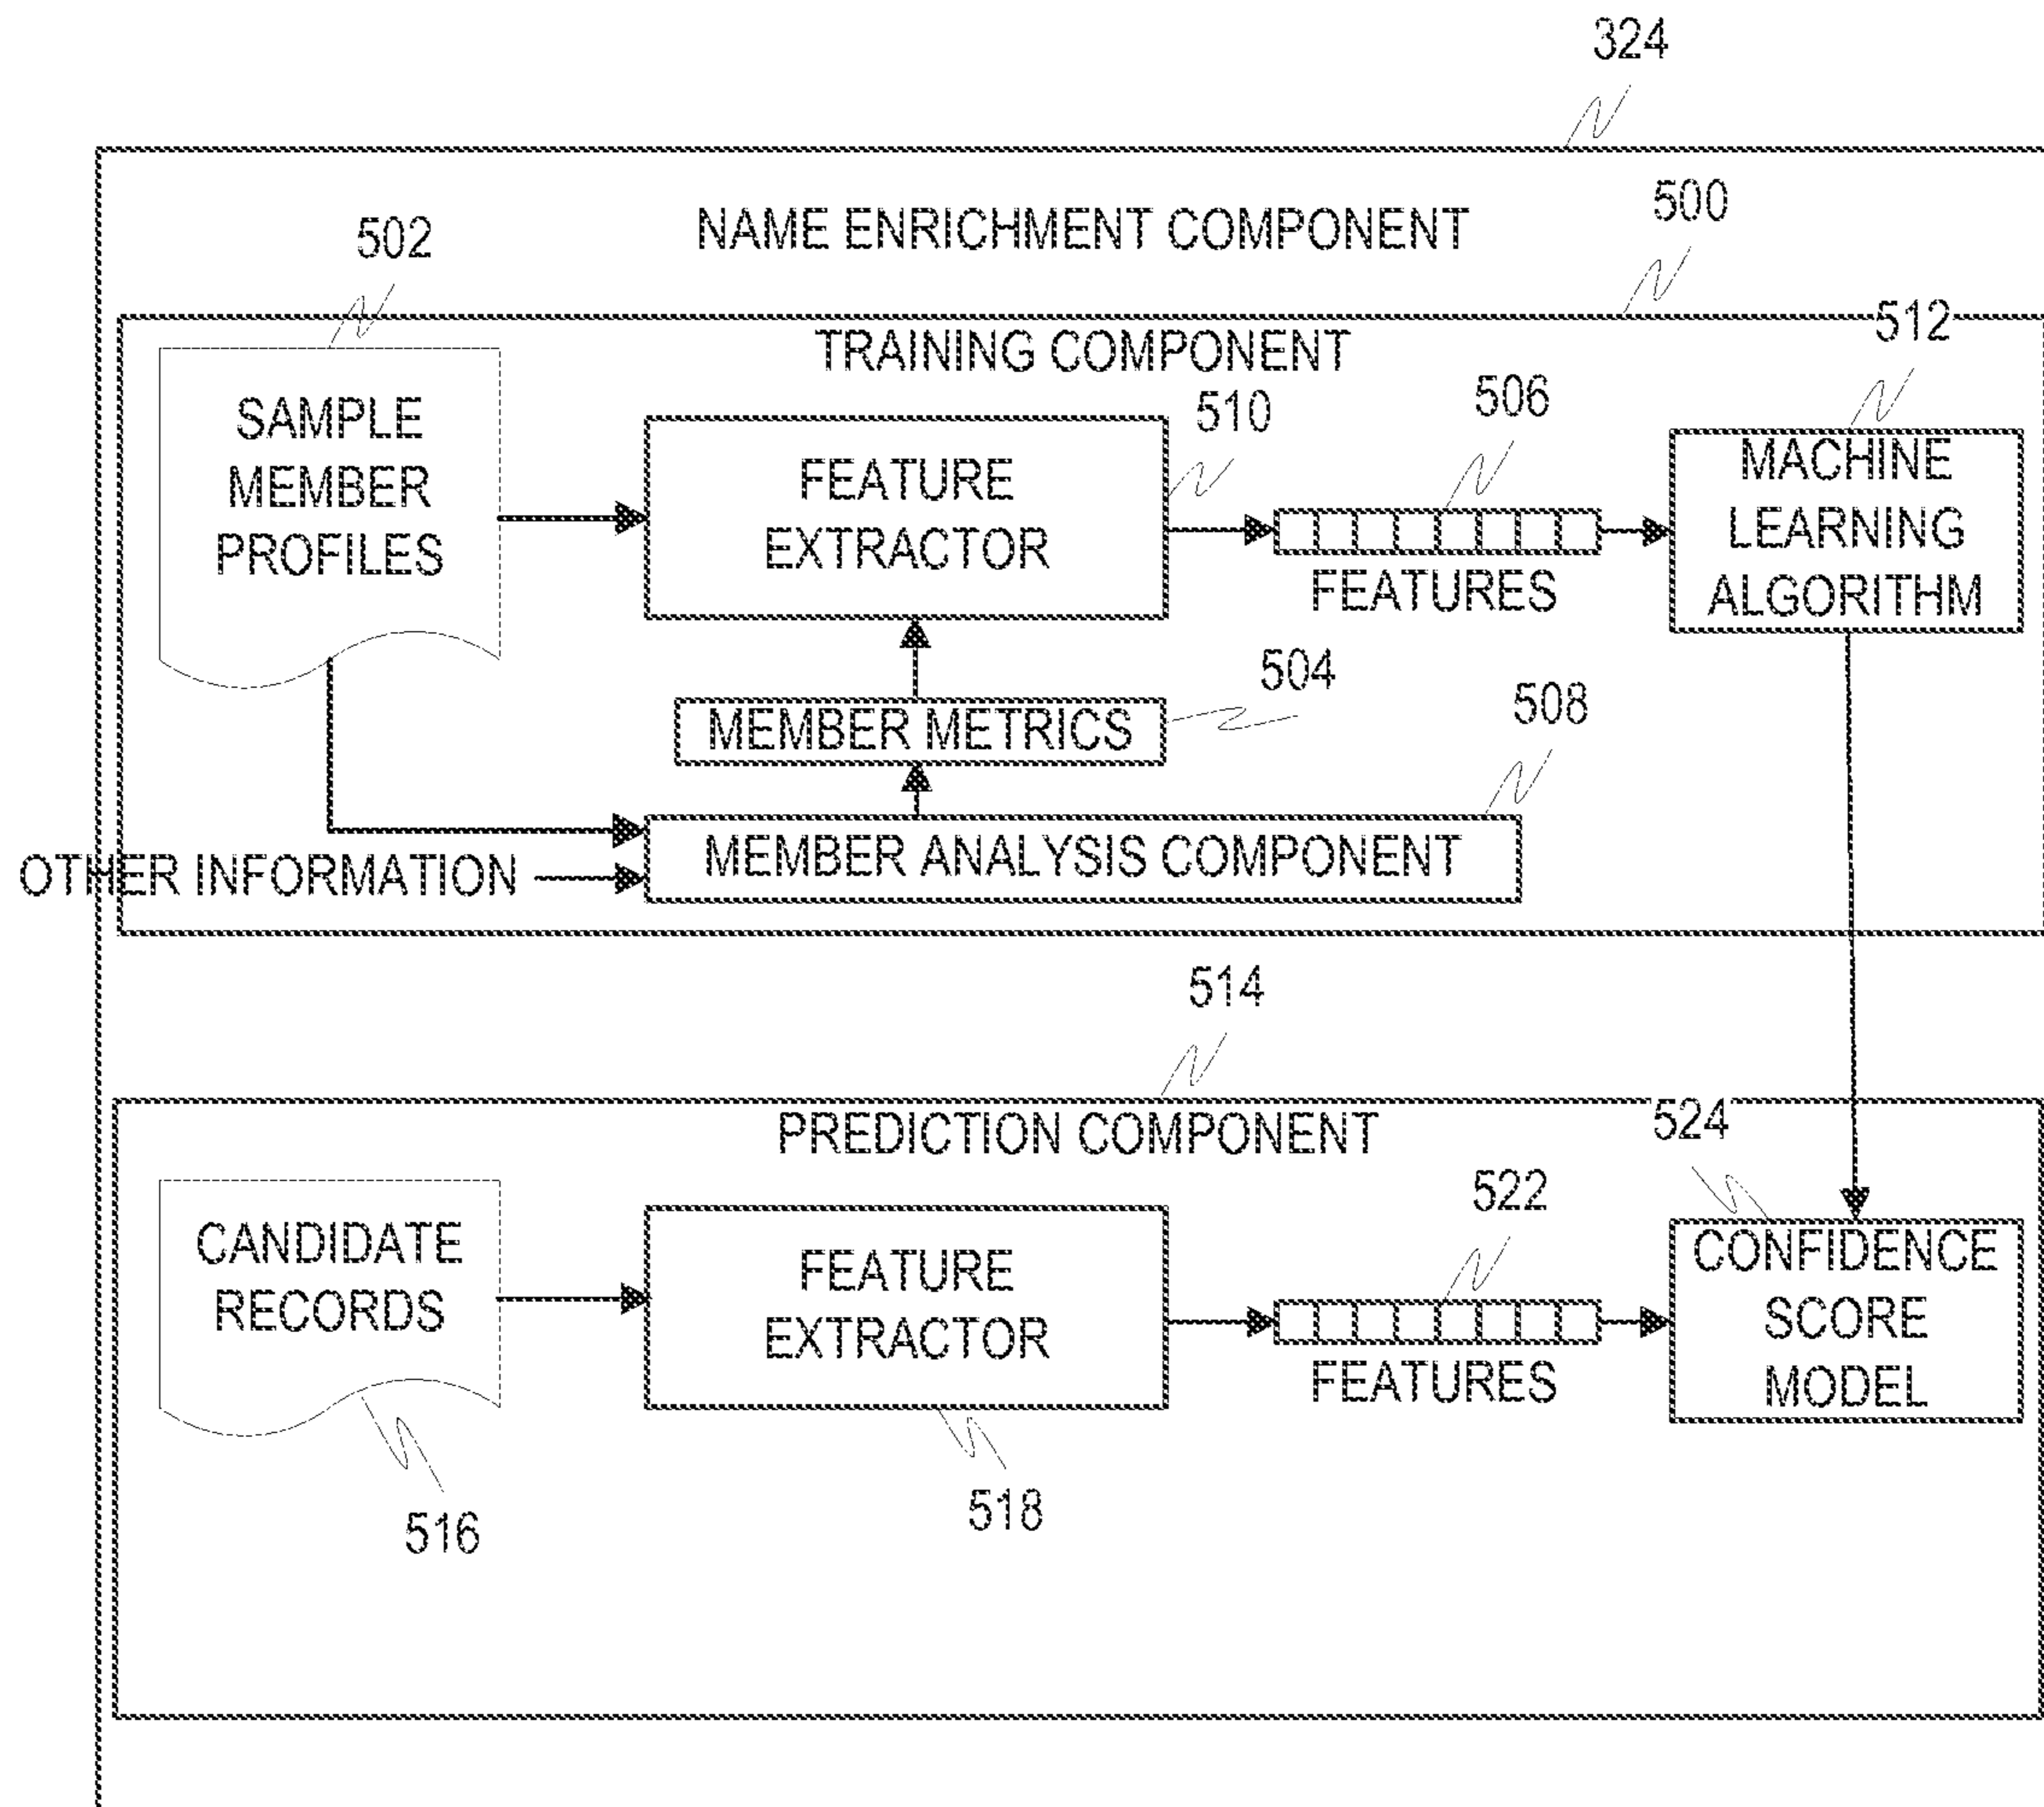 324
NAME ENRICHMENT COMPONENT
500
502
TRAINING COMPONENT
512
SAMPLE
MEMBER
PROFILES
FEATURE
EXTRACTOR
510
506
FEATURES
MACHINE
LEARNING
ALGORITHM
MEMBER METRICS
504
508
OTHER INFORMATION
MEMBER ANALYSIS COMPONENT
514
PREDICTION COMPONENT
524
CANDIDATE
RECORDS
FEATURE
EXTRACTOR
522
FEATURES
CONFIDENCE
SCORE
MODEL
516
518